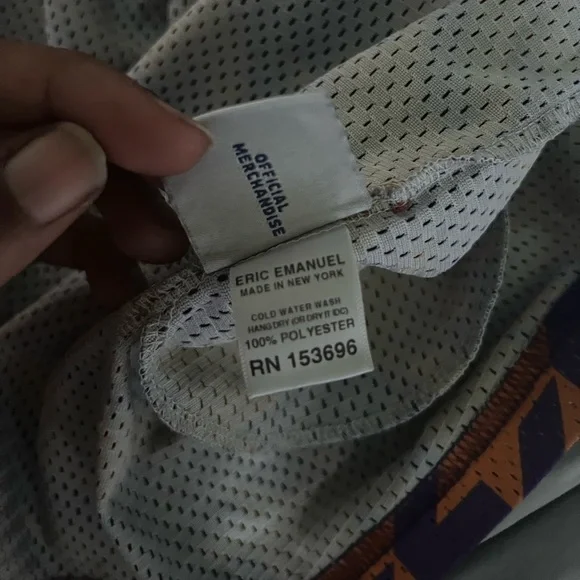 OFFICIAL
MERCHANDISE
ERIC EMANUEL
MADE IN NEW YORK
COLD WATER WASH
HANG DRY (OR DRY IT IDC)
100% POLYESTER
RN 153696